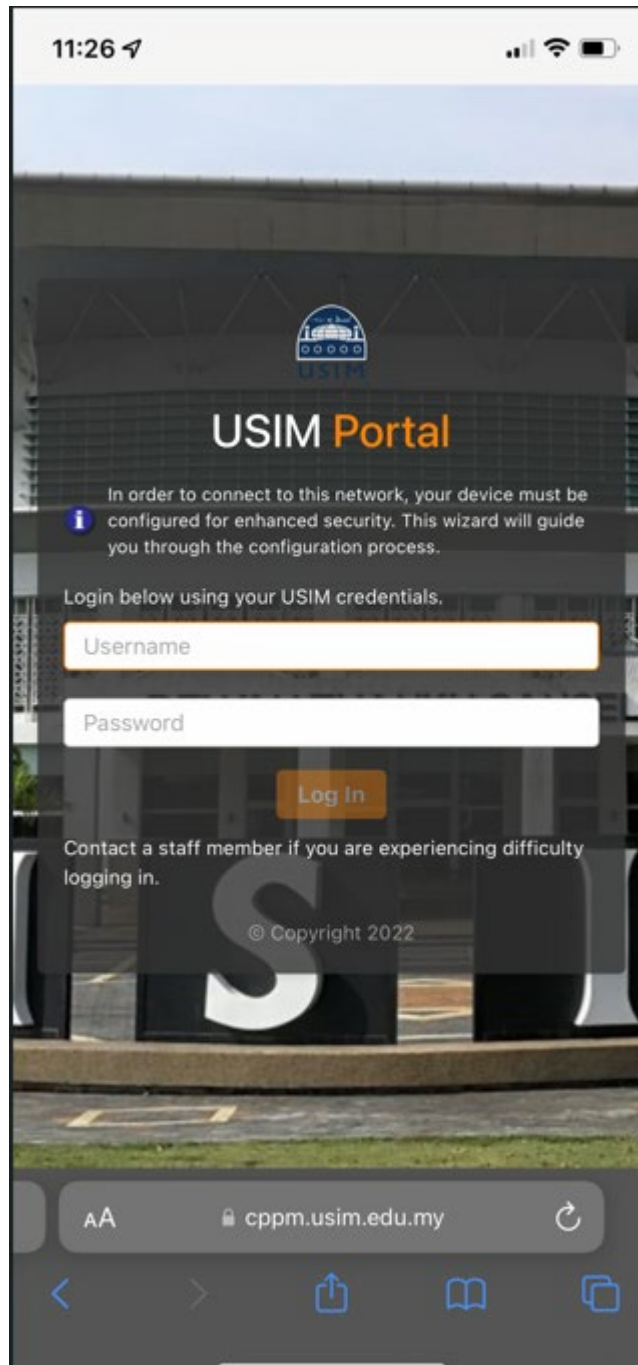 11:26
USIM
USIM Portal
In order to connect to this network, your device must be
configured for enhanced security. This wizard will guide
you through the configuration process.
Login below using your USIM credentials.
Username
Password
Log In
Contact a staff member if you are experiencing difficulty
logging in.
© Copyright 2022
S I
AA cppm.usim.edu.my